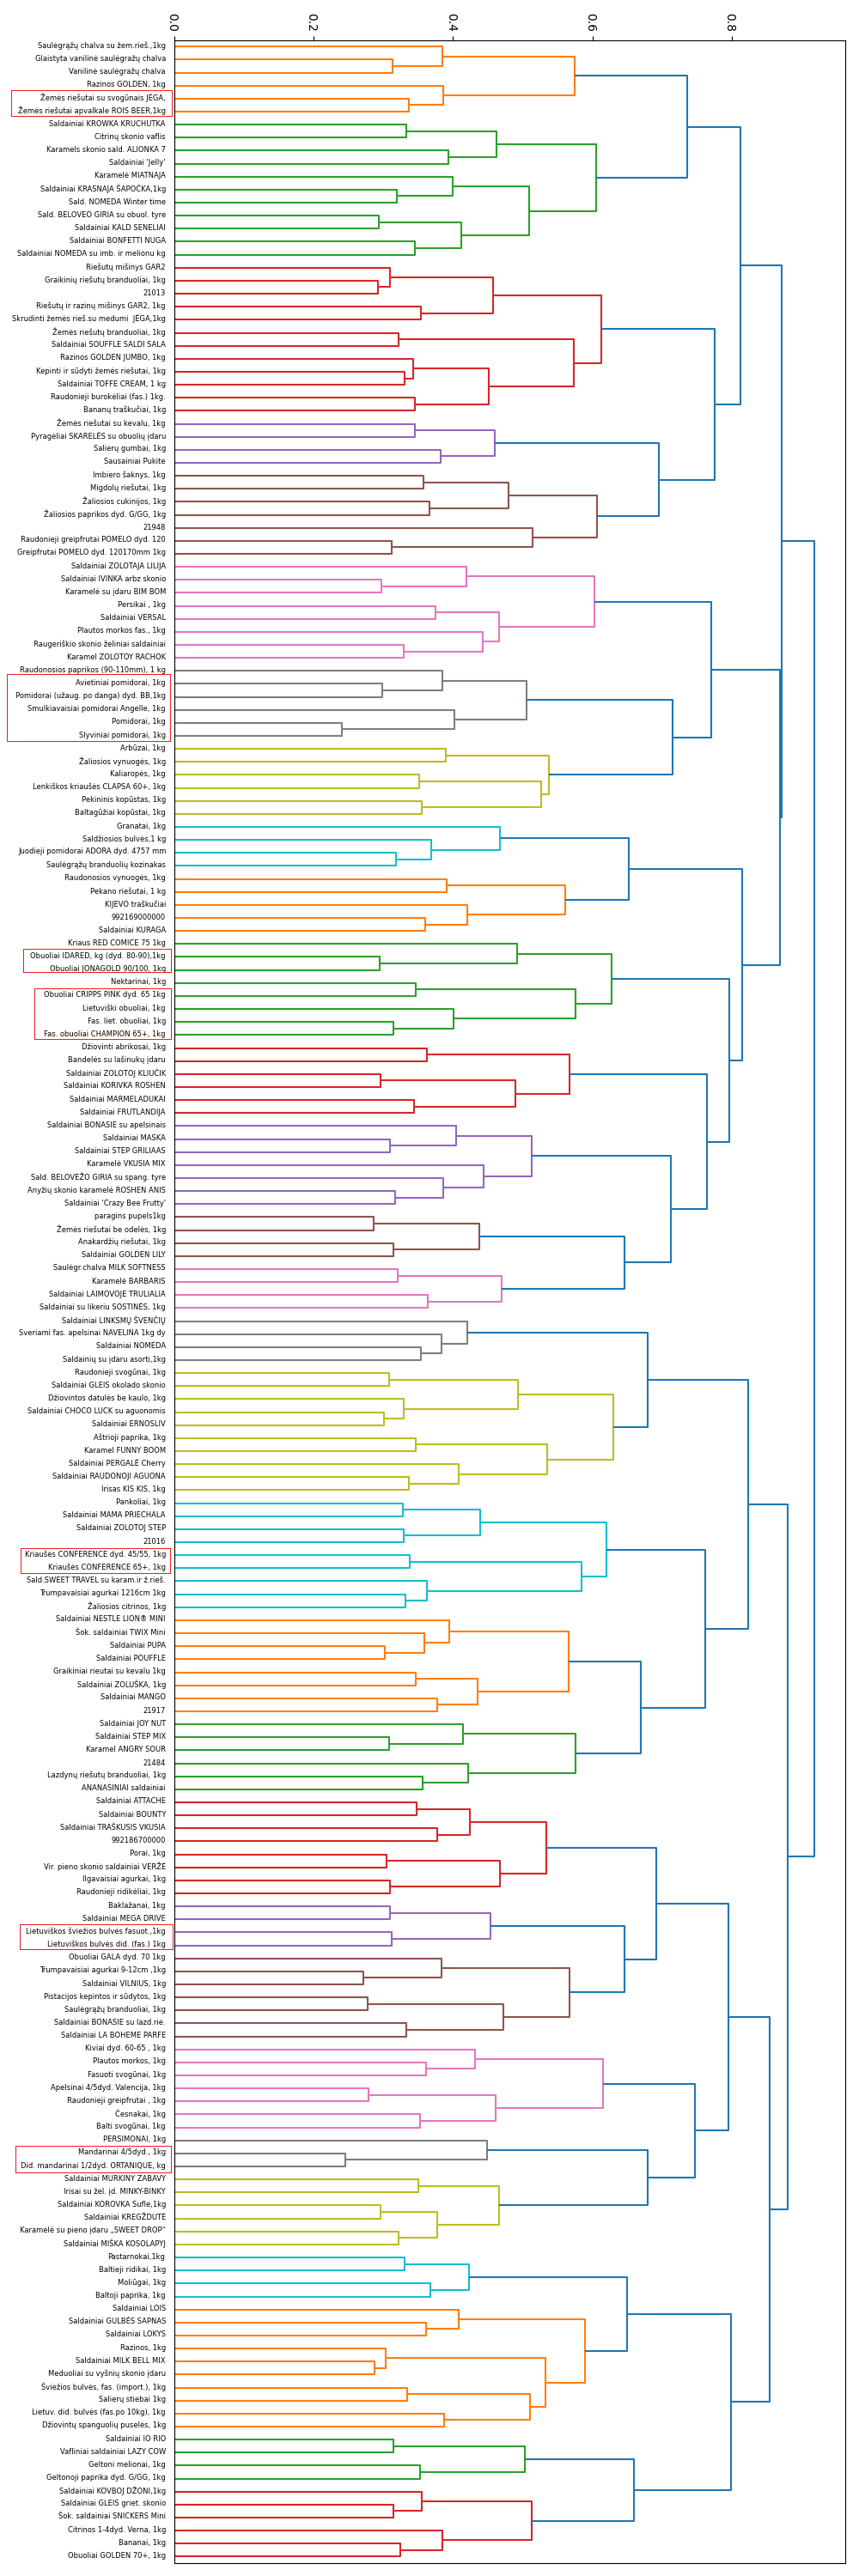 0.0
0.2
0.4
0.6
0.8
Saulėgrąžų chalva su žem.rieš.,1kg
Glaistyta vanilinė saulėgražų chalva
Vanilinė saulėgražų chalva
Razinos GOLDEN, 1kg
Žemės riešutai su svogūnais JĖGA,
Žemės riešutai apvalkale ROIS BEER,1kg
Saldainiai KROWKA KRUCHUTKA
Citrinų skonio vaflis
Karamels skonio sald. ALIONKA 7
Saldainiai 'Jelly'
Karamelė MIATNAJA
Saldainiai KRASNAJA ŠAPOČKA,1kg
Sald. NOMEDA Winter time
Sald. BELOVEO GIRIA su obuol. tyre
Saldainiai KALD SENELIAI
Saldainiai BONFETTI NUGA
Saldainiai NOMEDA su imb. ir melionu kg
Riešutų mišinys GAR2
Graikinių riešutų branduoliai, 1kg
21013
Riešutų ir razinų mišinys GAR2, 1kg
Skrudinti žemės rieš.su medumi  JĖGA,1kg
Žemės riešutų branduoliai, 1kg
Saldainiai SOUFFLE SALDI SALA
Razinos GOLDEN JUMBO, 1kg
Kepinti ir sūdyti žemės riešutai, 1kg
Saldainiai TOFFE CREAM, 1 kg
Raudonieji burokėliai (fas.) 1kg.
Bananų traškučiai, 1kg
Žemės riešutai su kevalu, 1kg
Pyragėliai SKARELĖS su obuolių įdaru
Salierų gumbai, 1kg
Sausainiai Pukite
Imbiero šaknys, 1kg
Migdolų riešutai, 1kg
Žaliosios cukinijos, 1kg
Žaliosios paprikos dyd. G/GG, 1kg
21948
Raudonieji greipfrutai POMELO dyd. 120
Greipfrutai POMELO dyd. 120170mm 1kg
Saldainiai ZOLOTAJA LILIJA
Saldainiai IVINKA arbz skonio
Karamelė su įdaru BIM BOM
Persikai , 1kg
Saldainiai VERSAL
Plautos morkos fas., 1kg
Raugeriškio skonio želiniai saldainiai
Karamel ZOLOTOY RACHOK
Raudonosios paprikos (90-110mm), 1 kg
Avietiniai pomidorai, 1kg
Pomidorai (užaug. po danga) dyd. BB,1kg
Smulkiavaisiai pomidorai Angelle, 1kg
Pomidorai, 1kg
Slyviniai pomidorai, 1kg
Arbūzai, 1kg
Žaliosios vynuogės, 1kg
Kaliaropės, 1kg
Lenkiškos kriaušės CLAPSA 60+, 1kg
Pekininis kopūstas, 1kg
Baltagūžiai kopūstai, 1kg
Granatai, 1kg
Saldžiosios bulvės,1 kg
Juodieji pomidorai ADORA dyd. 4757 mm
Saulėgrąžų branduolių kozinakas
Raudonosios vynuogės, 1kg
Pekano riešutai, 1 kg
KIJEVO traškučiai
992169000000
Saldainiai KURAGA
Kriaus RED COMICE 75 1kg
Obuoliai IDARED, kg (dyd. 80-90),1kg
Obuoliai JONAGOLD 90/100, 1kg
Nektarinai, 1kg
Obuoliai CRIPPS PINK dyd. 65 1kg
Lietuviški obuoliai, 1kg
Fas. liet. obuoliai, 1kg
Fas. obuoliai CHAMPION 65+, 1kg
Džiovinti abrikosai, 1kg
Bandelės su lašinukų įdaru
Saldainiai ZOLOTOJ KLIUČIK
Saldainiai KORIVKA ROSHEN
Saldainiai MARMELADUKAI
Saldainiai FRUTLANDIJA
Saldainiai BONASIE su apelsinais
Saldainiai MASKA
Saldainiai STEP GRILIAAS
Karamelė VKUSIA MIX
Sald. BELOVEŽO GIRIA su spang. tyre
Anyžių skonio karamelė ROSHEN ANIS
Saldainiai 'Crazy Bee Frutty'
paragins pupels1kg
Žemės riešutai be odelės, 1kg
Anakardžių riešutai, 1kg
Saldainiai GOLDEN LILY
Saulėgr.chalva MILK SOFTNESS
Karamelė BARBARIS
Saldainiai LAIMOVOJE TRULIALIA
Saldainiai su likeriu SOSTINĖS, 1kg
Saldainiai LINKSMŲ ŠVENČIŲ
Sveriami fas. apelsinai NAVELINA 1kg dy
Saldainiai NOMEDA
Saldainių su įdaru asorti,1kg
Raudonieji svogūnai, 1kg
Saldainiai GLEIS okolado skonio
Džiovintos datulės be kaulo, 1kg
Saldainiai CHOCO LUCK su aguonomis
Saldainiai ERNOSLIV
Aštrioji paprika, 1kg
Karamel FUNNY BOOM
Saldainiai PERGALĖ Cherry
Saldainiai RAUDONOJI AGUONA
Irisas KIS KIS, 1kg
Pankoliai, 1kg
Saldainiai MAMA PRIECHALA
Saldainiai ZOLOTOJ STEP
21016
Kriaušės CONFERENCE dyd. 45/55, 1kg
Kriaušės CONFERENCE 65+, 1kg
Sald.SWEET TRAVEL su karam.ir ž.rieš.
Trumpavaisiai agurkai 1216cm 1kg
Žaliosios citrinos, 1kg
Saldainiai NESTLE LION® MINI
Šok. saldainiai TWIX Mini
Saldainiai PUPA
Saldainiai POUFFLE
Graikiniai rieutai su kevalu 1kg
Saldainiai ZOLUŠKA, 1kg
Saldainiai MANGO
21917
Saldainiai JOY NUT
Saldainiai STEP MIX
Karamel ANGRY SOUR
21484
Lazdynų riešutų branduoliai, 1kg
ANANASINIAI saldainiai
Saldainiai ATTACHE
Saldainiai BOUNTY
Saldainiai TRAŠKUSIS VKUSIA
992186700000
Porai, 1kg
Vir. pieno skonio saldainiai VERŽĖ
Ilgavaisiai agurkai, 1kg
Raudonieji ridikėliai, 1kg
Baklažanai, 1kg
Saldainiai MEGA DRIVE
Lietuviškos šviežios bulvės fasuot.,1kg
Lietuviškos bulvės did. (fas.) 1kg
Obuoliai GALA dyd. 70 1kg
Trumpavaisiai agurkai 9-12cm ,1kg
Saldainiai VILNIUS, 1kg
Pistacijos kepintos ir sūdytos, 1kg
Saulėgrąžų branduoliai, 1kg
Saldainiai BONASIE su lazd.rie.
Saldainiai LA BOHEME PARFE
Kiviai dyd. 60-65 , 1kg
Plautos morkos, 1kg
Fasuoti svogūnai, 1kg
Apelsinai 4/5dyd. Valencija, 1kg
Raudonieji greipfrutai , 1kg
Česnakai, 1kg
Balti svogūnai, 1kg
PERSIMONAI, 1kg
Mandarinai 4/5dyd., 1kg
Did. mandarinai 1/2dyd. ORTANIQUE, kg
Saldainiai MURKINY ZABAVY
Irisai su žel. įd. MINKY-BINKY
Saldainiai KOROVKA Sufle,1kg
Saldainiai KREGŽDUTĖ
Karamelė su pieno įdaru „SWEET DROP"
Saldainiai MIŠKA KOSOLAPYJ
Pastarnokai,1kg
Baltieji ridikai, 1kg
Moliūgai, 1kg
Baltoji paprika, 1kg
Saldainiai LOIS
Saldainiai GULBĖS SAPNAS
Saldainiai LOKYS
Razinos, 1kg
Saldainiai MILK BELL MIX
Meduoliai su vyšnių skonio įdaru
Šviežios bulvės, fas. (import.), 1kg
Salierų stiebai 1kg
Lietuv. did. bulvės (fas.po 10kg), 1kg
Džiovintų spanguolių puselės, 1kg
Saldainiai IO RIO
Vafliniai saldainiai LAZY COW
Geltoni melionai, 1kg
Geltonoji paprika dyd. G/GG, 1kg
Saldainiai KOVBOJ DŽONI,1kg
Saldainiai GLEIS griet. skonio
Šok. saldainiai SNICKERS Mini
Citrinos 1-4dyd. Verna, 1kg
Bananai, 1kg
Obuoliai GOLDEN 70+, 1kg